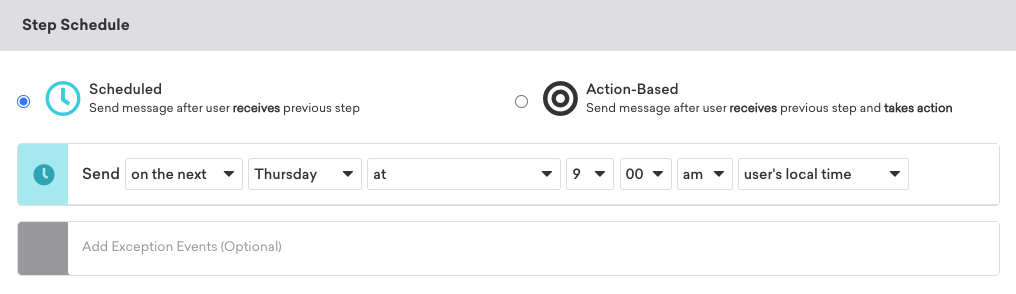 Step Schedule
Scheduled
Send message after user receives previous step
Action-Based
Send message after user receives previous step and takes action
Send on the next Thursday at 9 00 am user's local time
Add Exception Events (Optional)